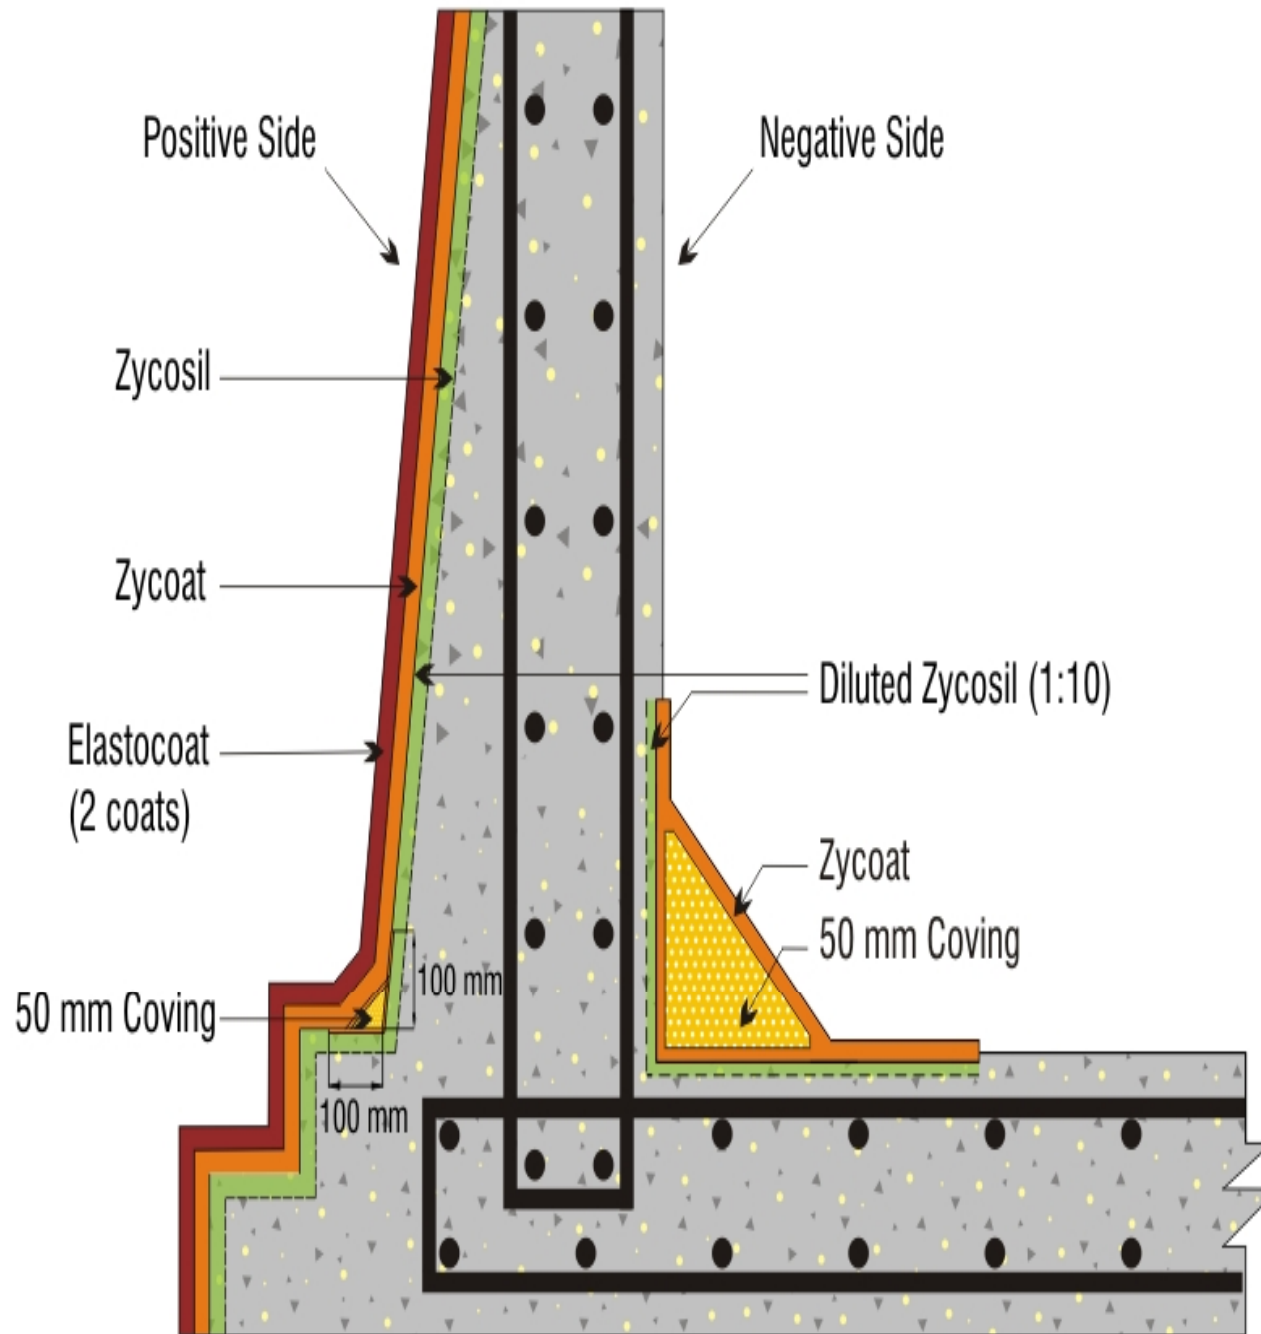 Positive Side
Negative Side
Zycosil
Zycoat
Diluted Zycosil (1:10)
Elastocoat
(2 coats)
Zycoat
50 mm Coving
100 mm
50 mm Coving
100 mm